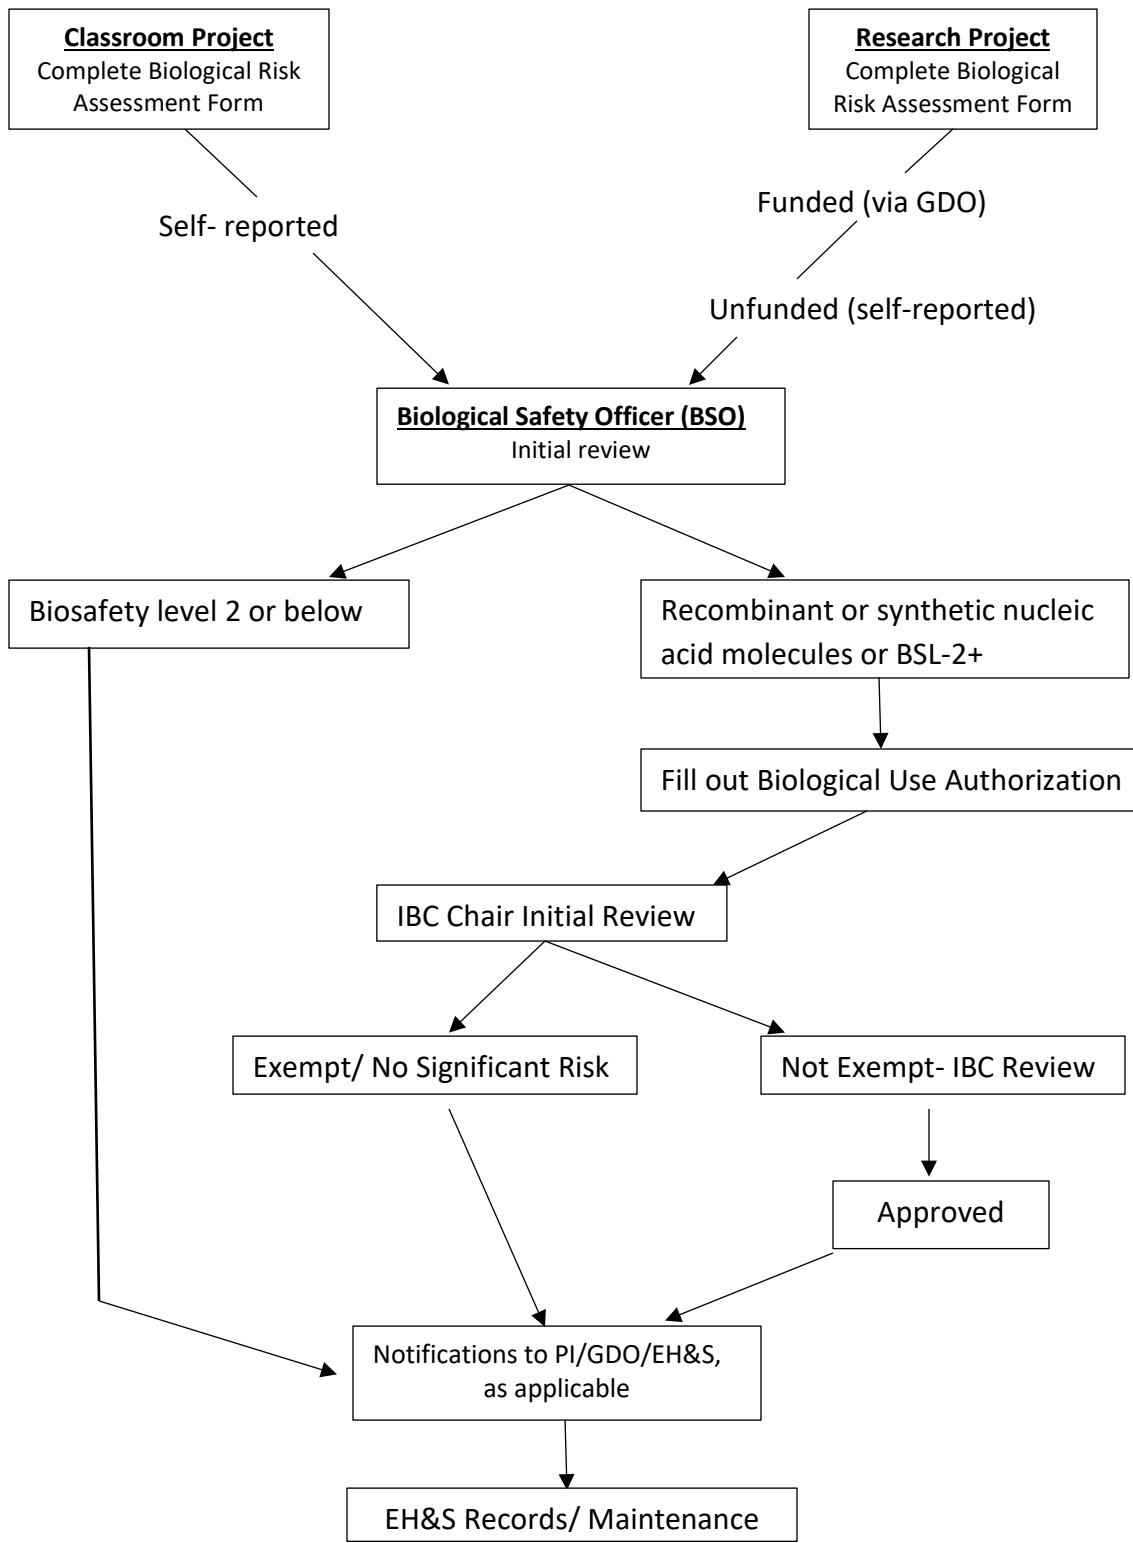 Classroom Project
Complete Biological Risk
Assessment Form
Research Project
Complete Biological
Risk Assessment Form
Self- reported
Funded (via GDO)
Unfunded (self-reported)
Biological Safety Officer (BSO)
Initial review
Biosafety level 2 or below
Recombinant or synthetic nucleic
acid molecules or BSL-2+
Fill out Biological Use Authorization
IBC Chair Initial Review
Exempt/ No Significant Risk
Not Exempt- IBC Review
Approved
Notifications to PI/GDO/EH&S,
as applicable
EH&S Records/ Maintenance